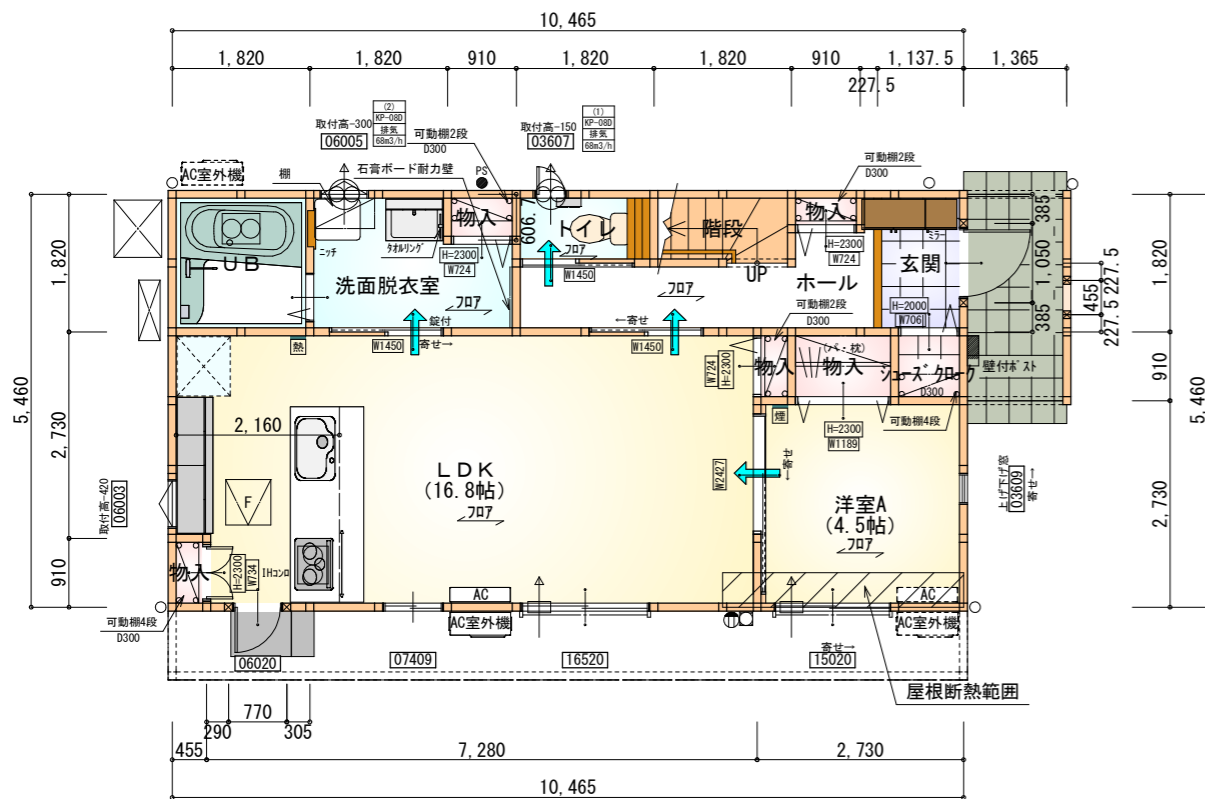 10,465
1,820
1,820
910
1,820
1,820
910
1,137.5
1,365
227.5
取付高-300
06005
(2)
KP-08D
排気
68m3/h
可動棚2段
D300
取付高-150
03607
(1)
KP-08D
排気
68m3/h
可動棚2段
D300
AC室外機
棚
石膏ボード耐力壁
PS
5,460
1,820
2,730
910
UB
ニッチ
タオルリング
洗面脱衣室
フロア
物入
H=2300
W724
606.7
トイレ
フロア
階段
UP
物入
H=2300
W724
ホール
フロア
可動棚2段
D300
ミラー
玄関
H=2000
W706
385
1,050
385
227.5
455
227.5
1,820
910
2,730
5,460
錠付
W1450
寄せ→
W1450
←寄せ
W1450
熱
W724
H=2300
物入
(パ・枕)
物入
H=2300
W1189
シューズクローク
D300
可動棚4段
壁付ポスト
煙
2,160
LDK
(16.8帖)
フロア
W2427
←寄せ
洋室A
(4.5帖)
フロア
上げ下げ窓
03609
寄せ→
取付高-420
06003
F
物入
H=2300
W734
IHコンロ
可動棚4段
D300
AC
AC室外機
AC
AC室外機
06020
07409
16520
寄せ→
15020
屋根断熱範囲
770
290
305
455
7,280
2,730
10,465